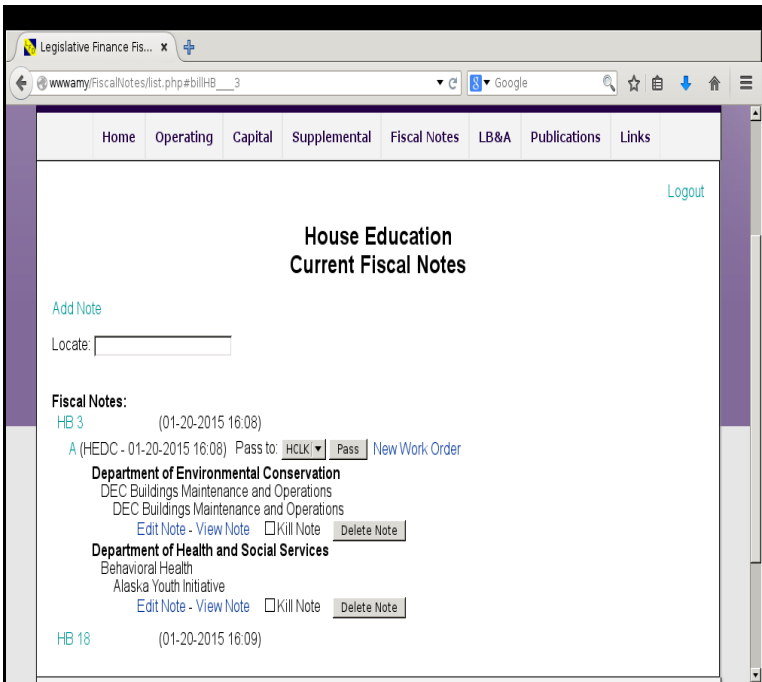 Legislative Finance Fis...
wwwamy/FiscalNotes/list.php#billHB___3
Google
Home Operating Capital Supplemental Fiscal Notes LB&A Publications Links
Logout
House Education
Current Fiscal Notes
Add Note
Locate:
Fiscal Notes:
HB 3 (01-20-2015 16:08)
A (HEDC - 01-20-2015 16:08) Pass to: HCLK Pass New Work Order
Department of Environmental Conservation
DEC Buildings Maintenance and Operations
DEC Buildings Maintenance and Operations
Edit Note - View Note Kill Note Delete Note
Department of Health and Social Services
Behavioral Health
Alaska Youth Initiative
Edit Note - View Note Kill Note Delete Note
HB 18 (01-20-2015 16:09)